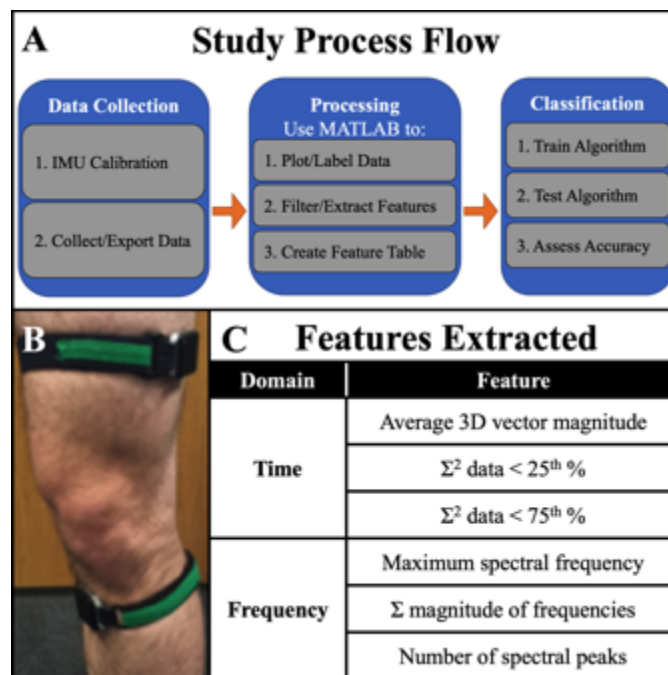 A
Study Process Flow
Data Collection
1. IMU Calibration
2. Collect/Export Data
Processing
Use MATLAB to:
1. Plot/Label Data
2. Filter/Extract Features
3. Create Feature Table
Classification
1. Train Algorithm
2. Test Algorithm
3. Assess Accuracy
B
C
Features Extracted
Domain
Feature
Time
Average 3D vector magnitude
Σ² data < 25th %
Σ² data < 75th %
Frequency
Maximum spectral frequency
Σ magnitude of frequencies
Number of spectral peaks